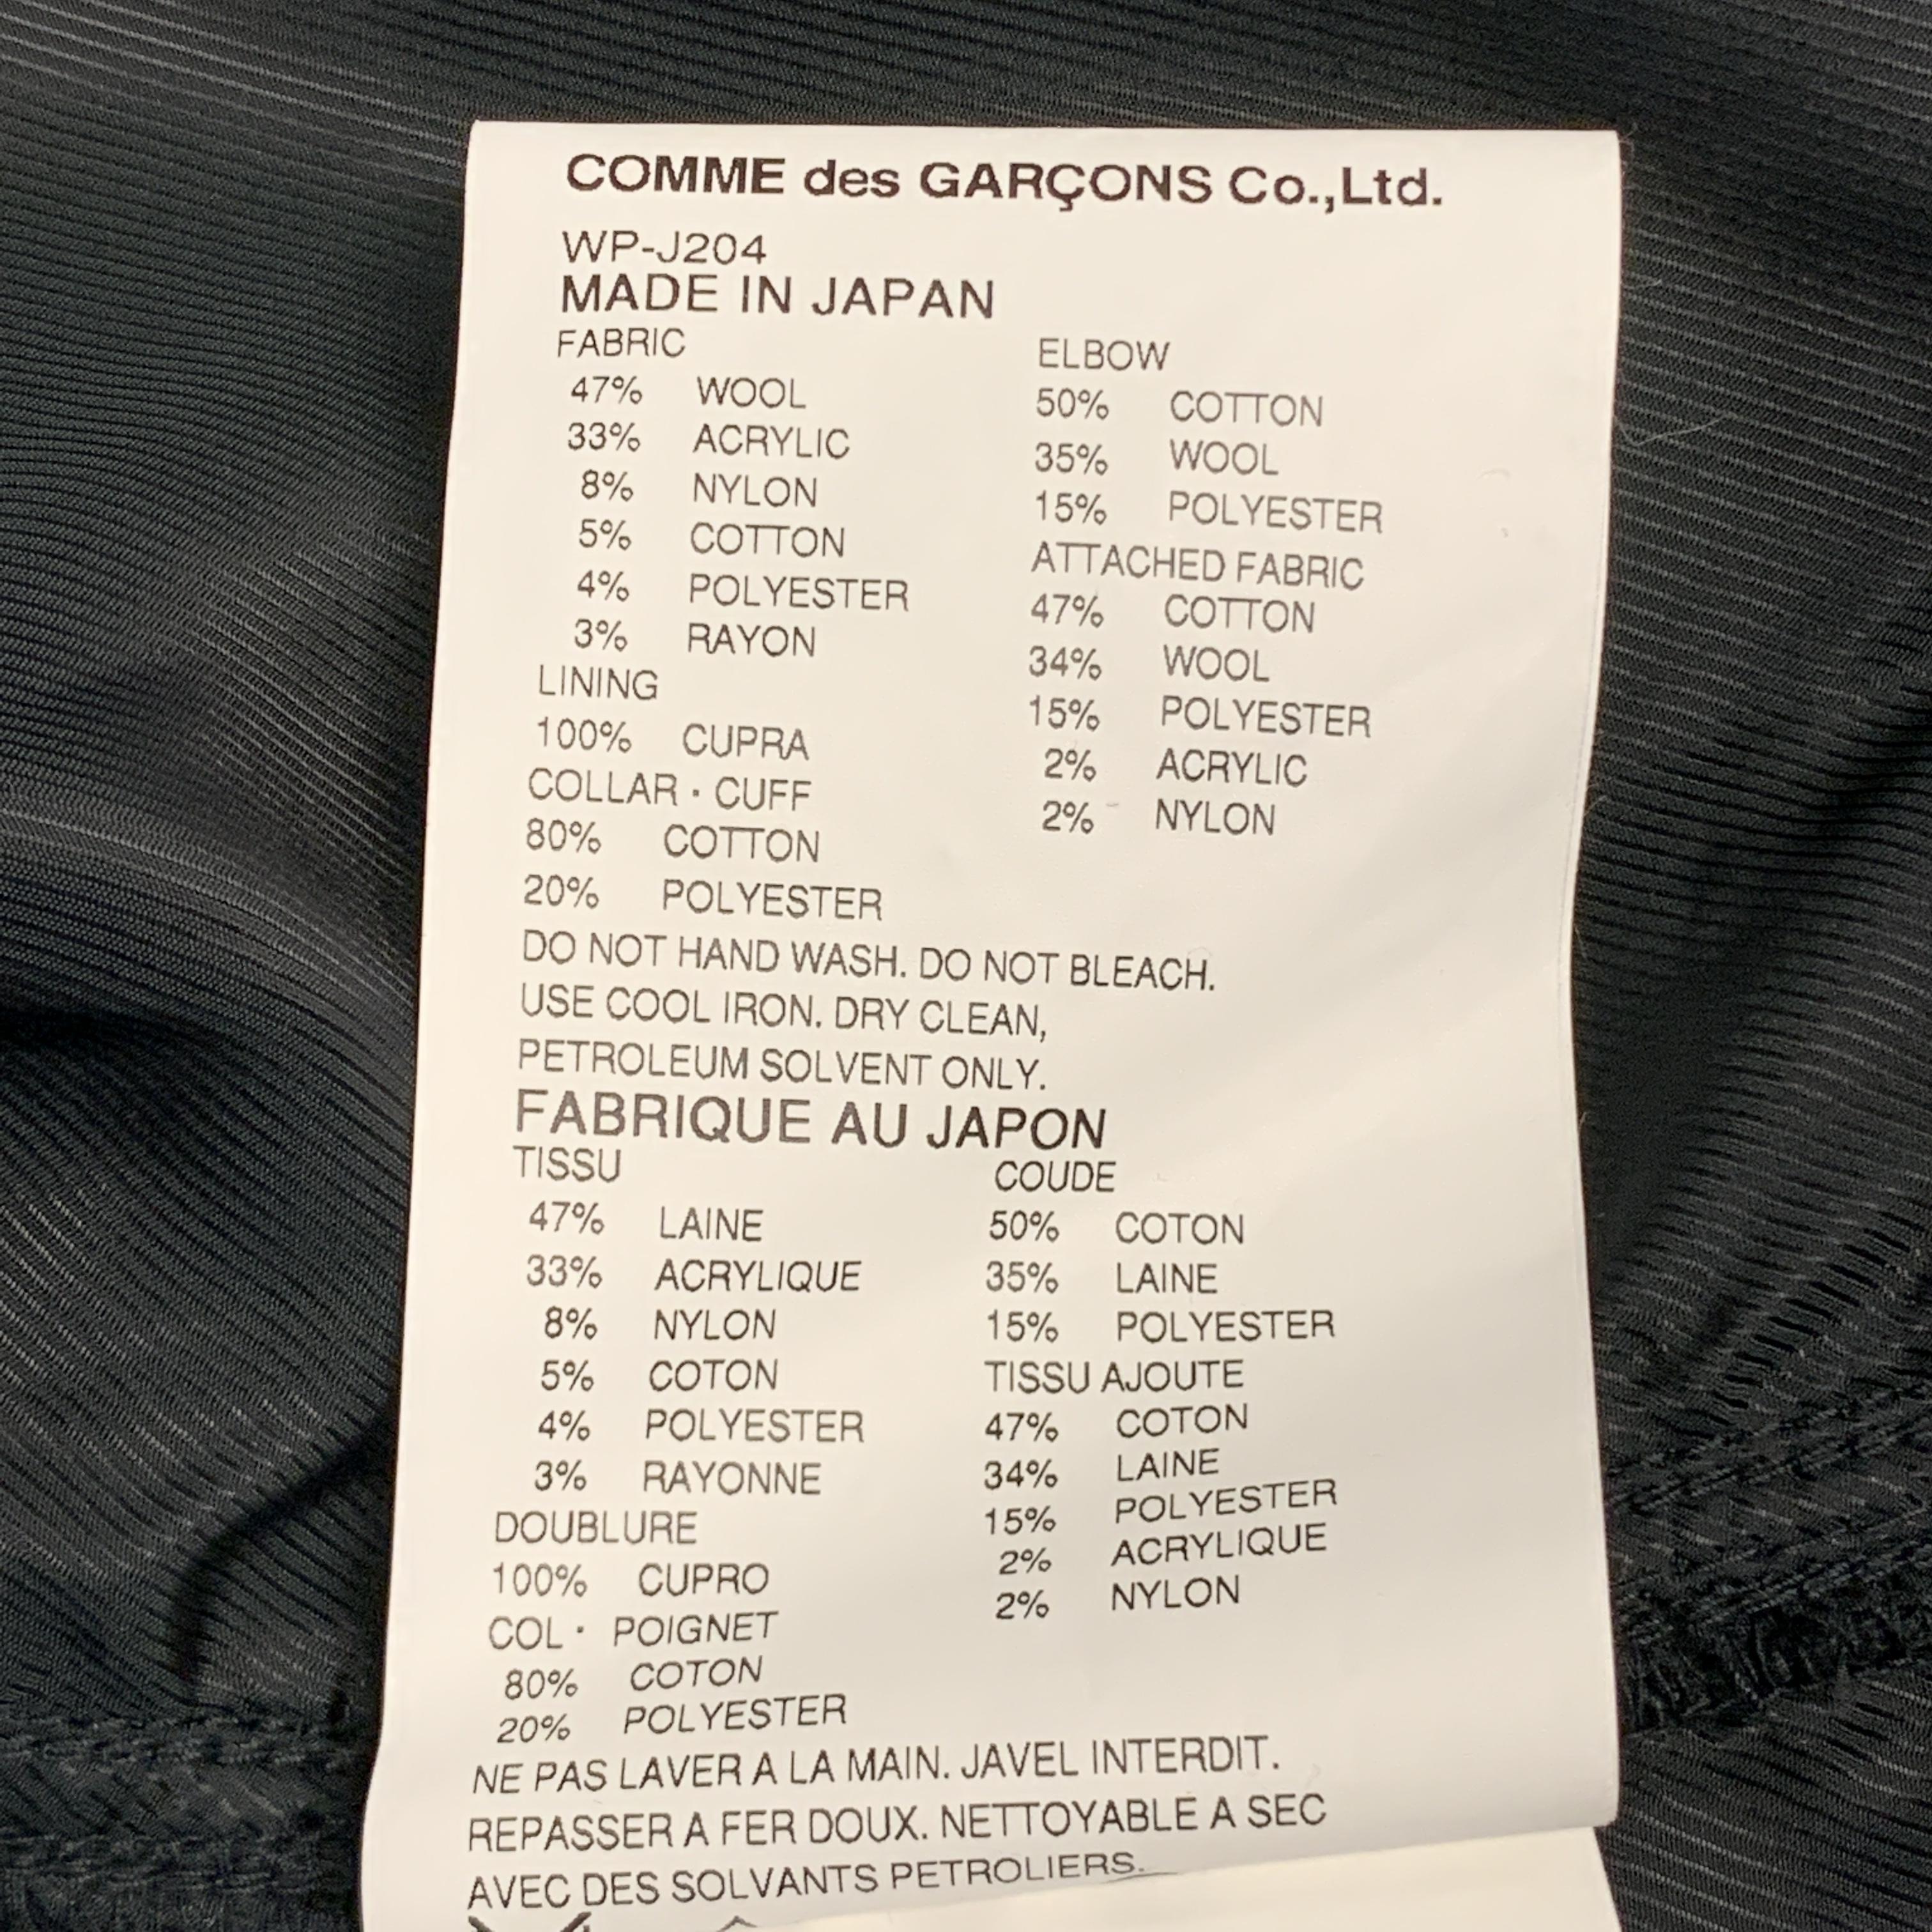 COMME des GARÇONS Co.,Ltd.
WP-J204
MADE IN JAPAN
FABRIC
47% WOOL
33% ACRYLIC
8% NYLON
5% COTTON
4% POLYESTER
3% RAYON
LINING
100% CUPRA
COLLAR · CUFF
80% COTTON
20% POLYESTER
ELBOW
50% COTTON
35% WOOL
15% POLYESTER
ATTACHED FABRIC
47% COTTON
34% WOOL
15% POLYESTER
2% ACRYLIC
2% NYLON
DO NOT HAND WASH. DO NOT BLEACH.
USE COOL IRON. DRY CLEAN,
PETROLEUM SOLVENT ONLY.
FABRIQUE AU JAPON
TISSU
47% LAINE
33% ACRYLIQUE
8% NYLON
5% COTON
4% POLYESTER
3% RAYONNE
DOUBLURE
100% CUPRO
COL · POIGNET
80% COTON
20% POLYESTER
COUDE
50% COTON
35% LAINE
15% POLYESTER
TISSU AJOUTE
47% COTON
34% LAINE
15% POLYESTER
2% ACRYLIQUE
2% NYLON
NE PAS LAVER A LA MAIN. JAVEL INTERDIT.
REPASSER A FER DOUX. NETTOYABLE A SEC
AVEC DES SOLVANTS PETROLIERS.